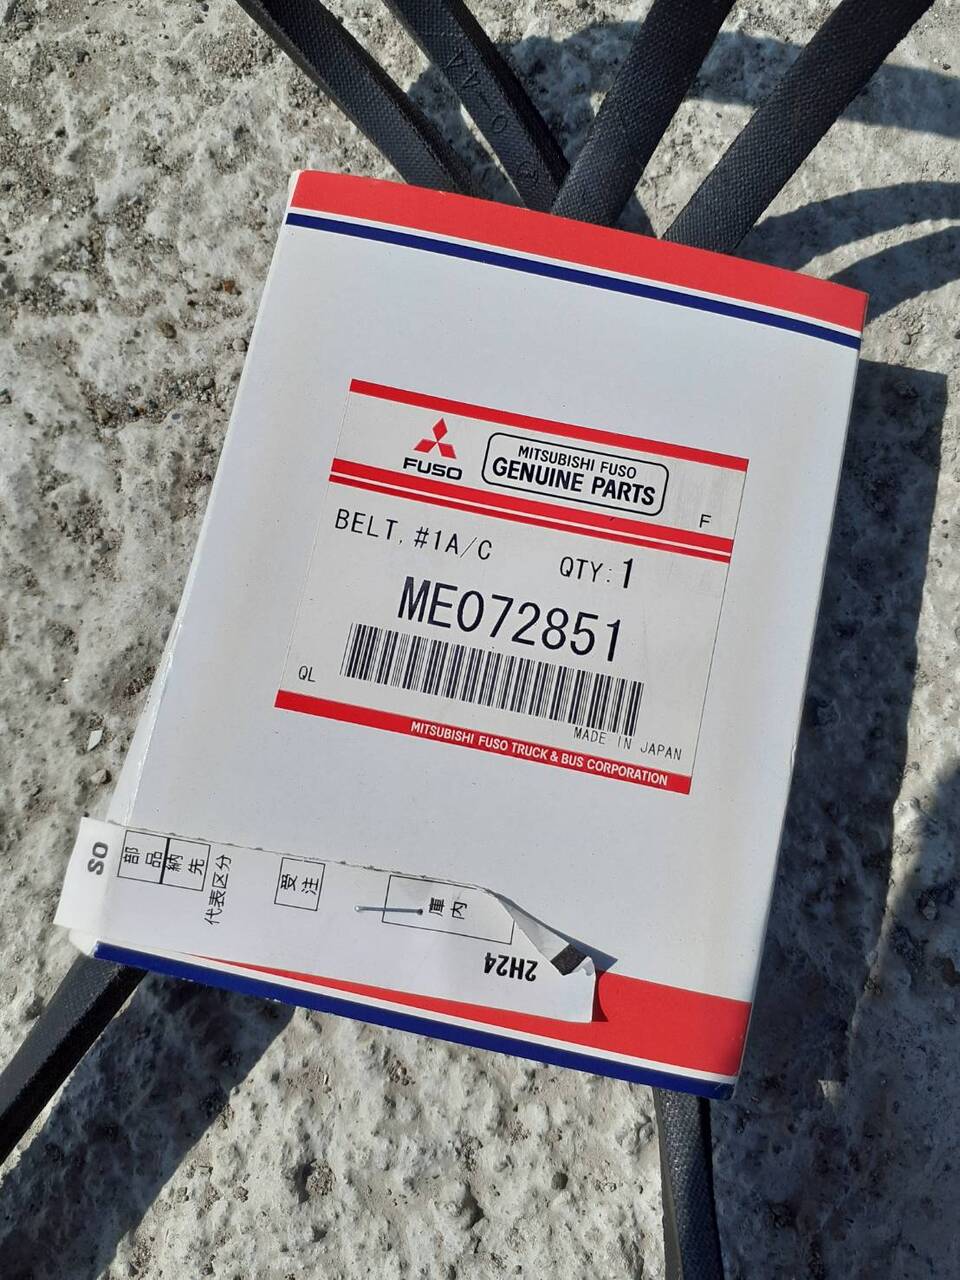 FUSO
MITSUBISHI FUSO
GENUINE PARTS
F
BELT, #1A/C
QTY: 1
ME072851
QL
MADE IN JAPAN
MITSUBISHI FUSO TRUCK & BUS CORPORATION
SO
部品
納先
代表区分
受注
庫内
2H24